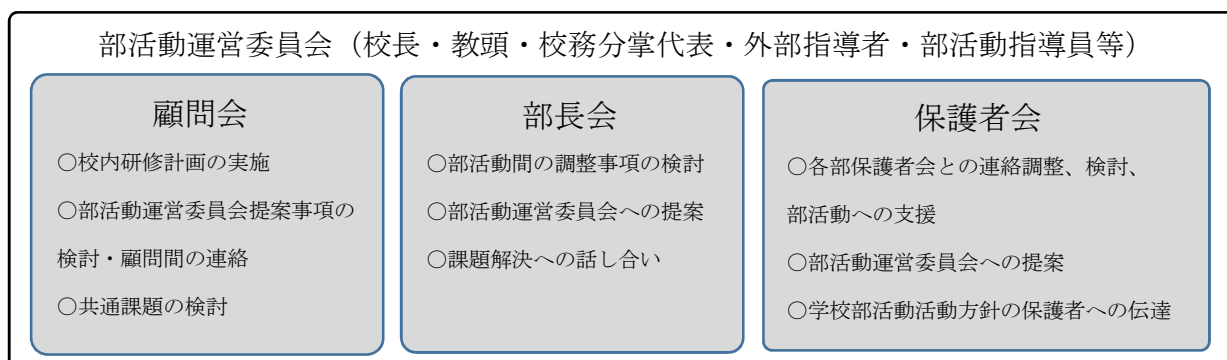 部活動運営委員会（校長・教頭・校務分掌代表・外部指導者・部活動指導員等）
顧問会
○校内研修計画の実施
○部活動運営委員会提案事項の
検討・顧問間の連絡
○共通課題の検討
部長会
○部活動間の調整事項の検討
○部活動運営委員会への提案
○課題解決への話し合い
保護者会
○各部保護者会との連絡調整、検討、
部活動への支援
○部活動運営委員会への提案
○学校部活動活動方針の保護者への伝達